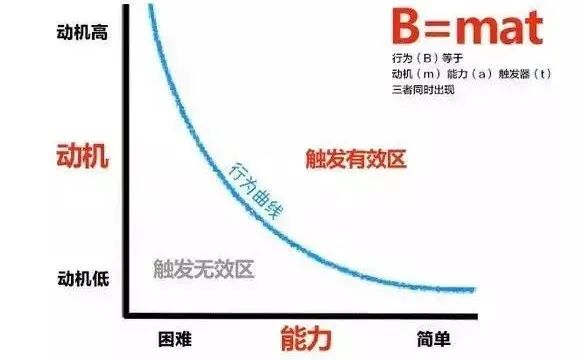 动机高
B=mat
行为（B）等于
动机（m）能力（a）触发器（t）
三者同时出现
动机
触发有效区
行为曲线
触发无效区
动机低
困难
能力
简单